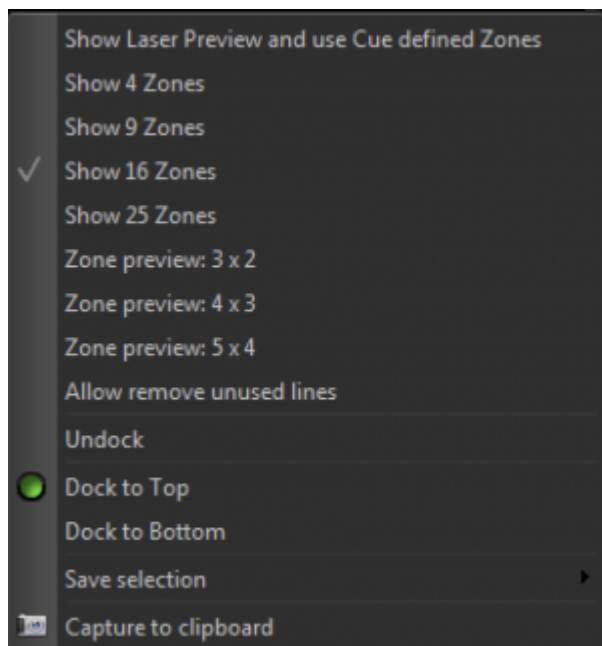 Show Laser Preview and use Cue defined Zones
Show 4 Zones
Show 9 Zones
Show 16 Zones
Show 25 Zones
Zone preview: 3 x 2
Zone preview: 4 x 3
Zone preview: 5 x 4
Allow remove unused lines
Undock
Dock to Top
Dock to Bottom
Save selection
Capture to clipboard